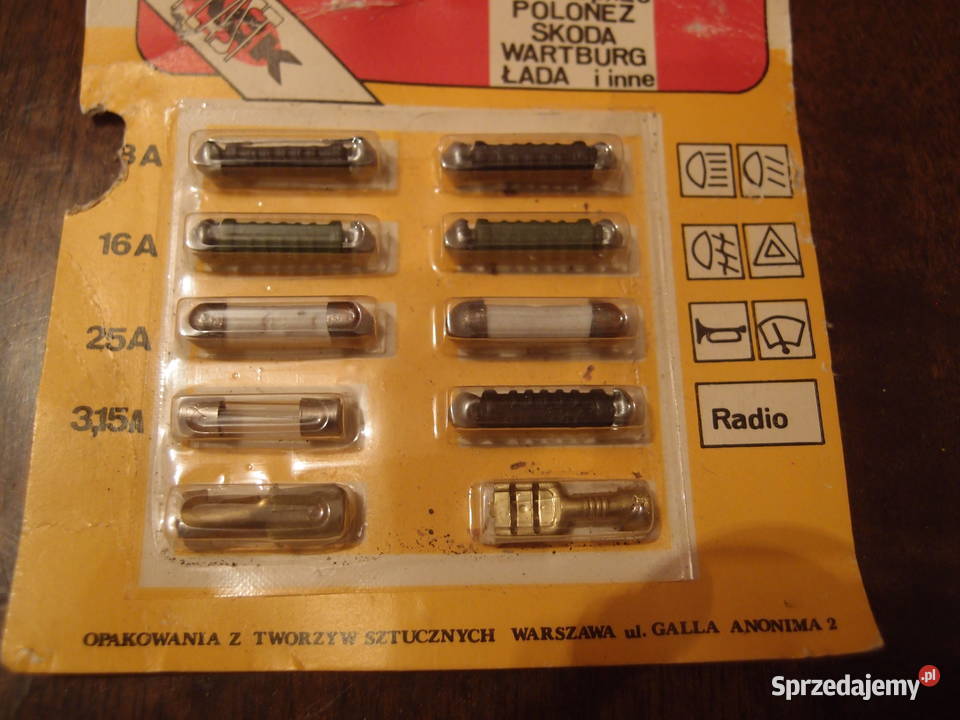 POLONEZ
SKODA
WARTBURG
ŁADA i inne
8A
16A
25A
3,15A
Radio
OPAKOWANIA Z TWORZYW SZTUCZNYCH WARSZAWA ul. GALLA ANONIMA 2
Sprzedajemy.pl